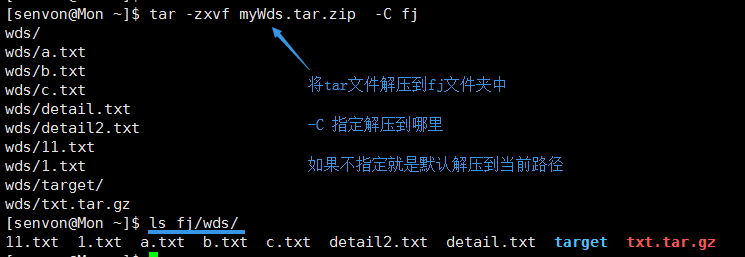 [senvon@Mon ~]$ tar -zxvf myWds.tar.zip  -C fj
wds/
wds/a.txt
wds/b.txt
wds/c.txt
wds/detail.txt
wds/detail2.txt
wds/11.txt
wds/1.txt
wds/target/
wds/txt.tar.gz
将tar文件解压到fj文件夹中
-C 指定解压到哪里
如果不指定就是默认解压到当前路径
[senvon@Mon ~]$ ls fj/wds/
11.txt  1.txt  a.txt  b.txt  c.txt  detail2.txt  detail.txt  target  txt.tar.gz
[senvon@Mon ~]$